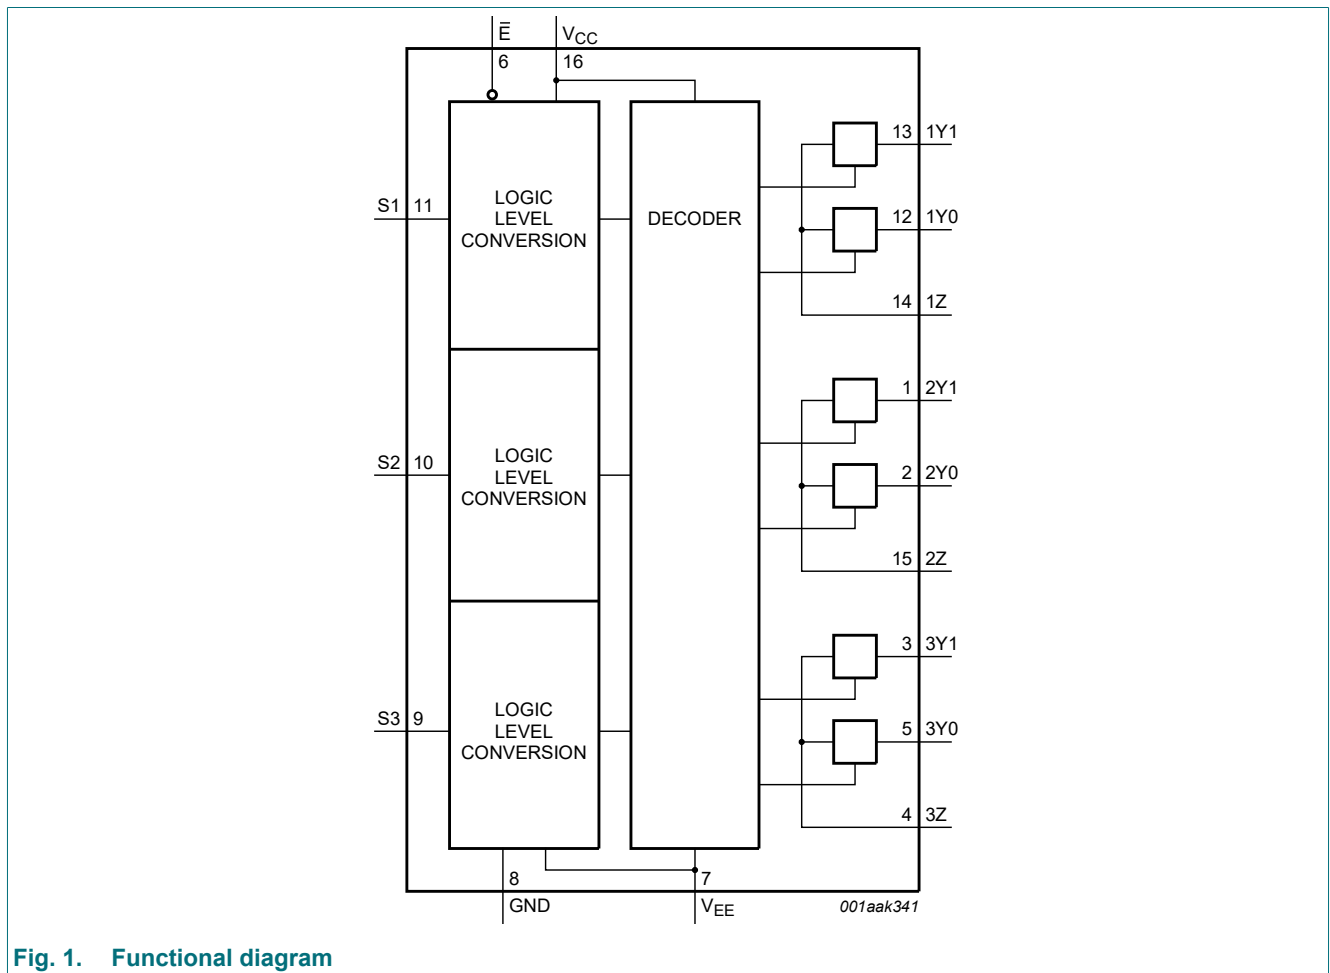 E̅
V_CC
6
16
S1
11
LOGIC
LEVEL
CONVERSION
DECODER
13
1Y1
12
1Y0
14
1Z
S2
10
LOGIC
LEVEL
CONVERSION
1
2Y1
2
2Y0
15
2Z
S3
9
LOGIC
LEVEL
CONVERSION
3
3Y1
5
3Y0
4
3Z
8
GND
7
V_EE
001aak341
Fig. 1. Functional diagram